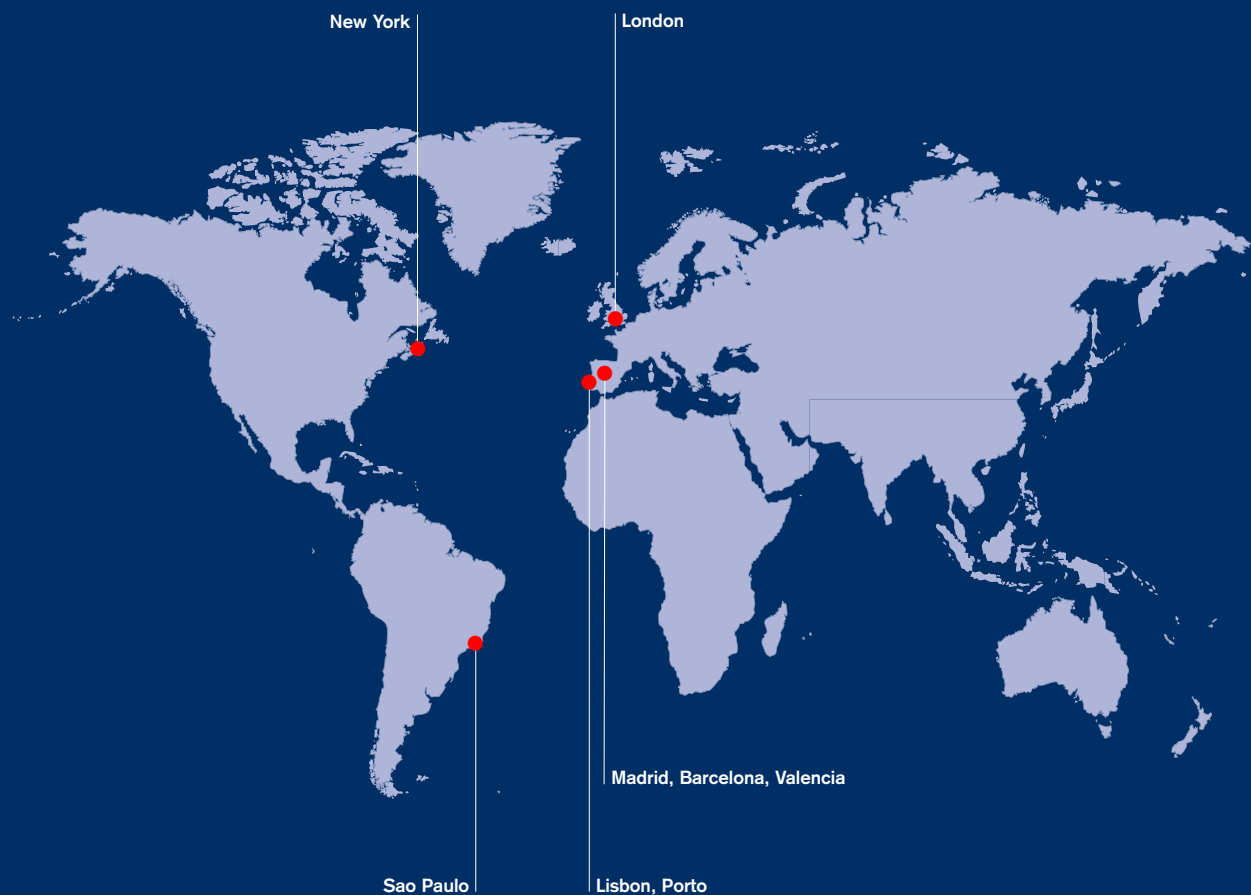 New York
London
Madrid, Barcelona, Valencia
Sao Paulo
Lisbon, Porto